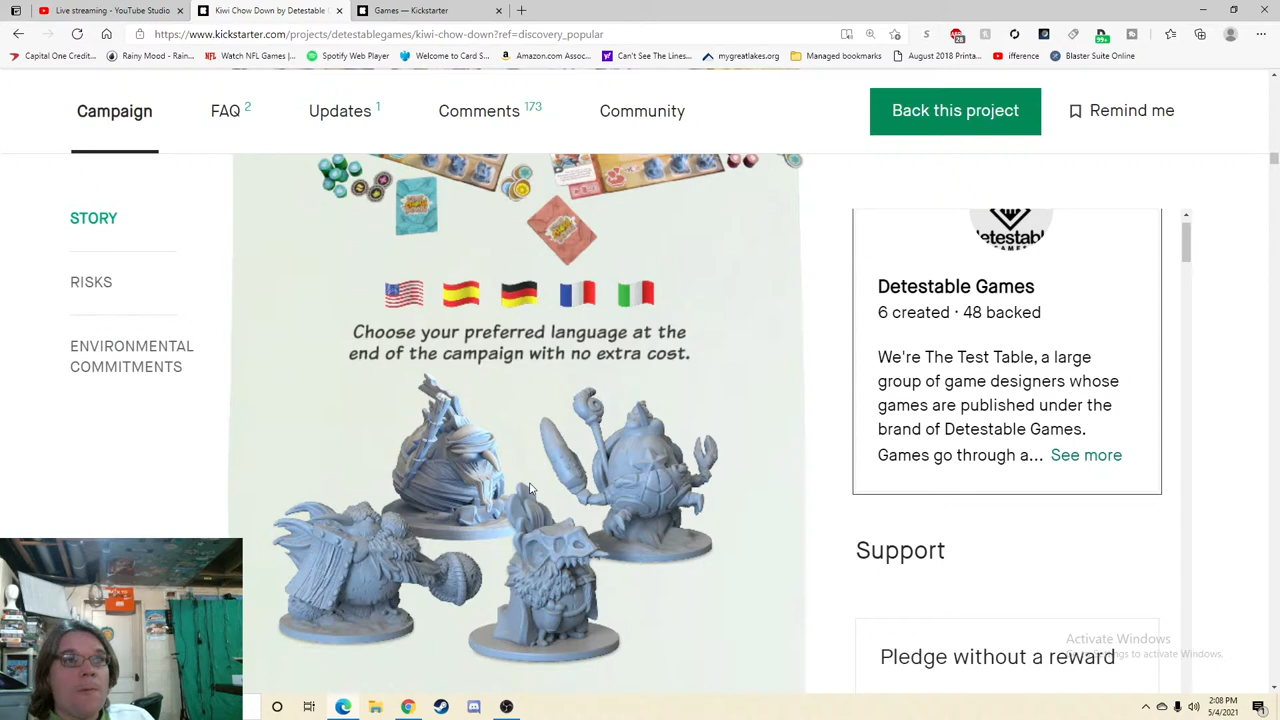 Live streaming - YouTube Studio
Kiwi Chow Down by Detestable G
Games — Kickstarter
https://www.kickstarter.com/projects/detestablegames/kiwi-chow-down?ref=discovery_popular
Capital One Credit...
Rainy Mood - Rain...
Watch NFL Games |...
Spotify Web Player
Welcome to Card S...
Amazon.com Assoc...
Can't See The Lines...
mygreatlakes.org
Managed bookmarks
August 2018 Printa...
ifference
Blaster Suite Online
Campaign
FAQ 2
Updates 1
Comments 173
Community
Back this project
Remind me
STORY
RISKS
ENVIRONMENTAL
COMMITMENTS
Choose your preferred language at the
end of the campaign with no extra cost.
Detestable Games
6 created · 48 backed
We're The Test Table, a large
group of game designers whose
games are published under the
brand of Detestable Games.
Games go through a... See more
Support
Pledge without a reward
Activate Windows
to activate Windows.
2:08 PM
5/4/2021